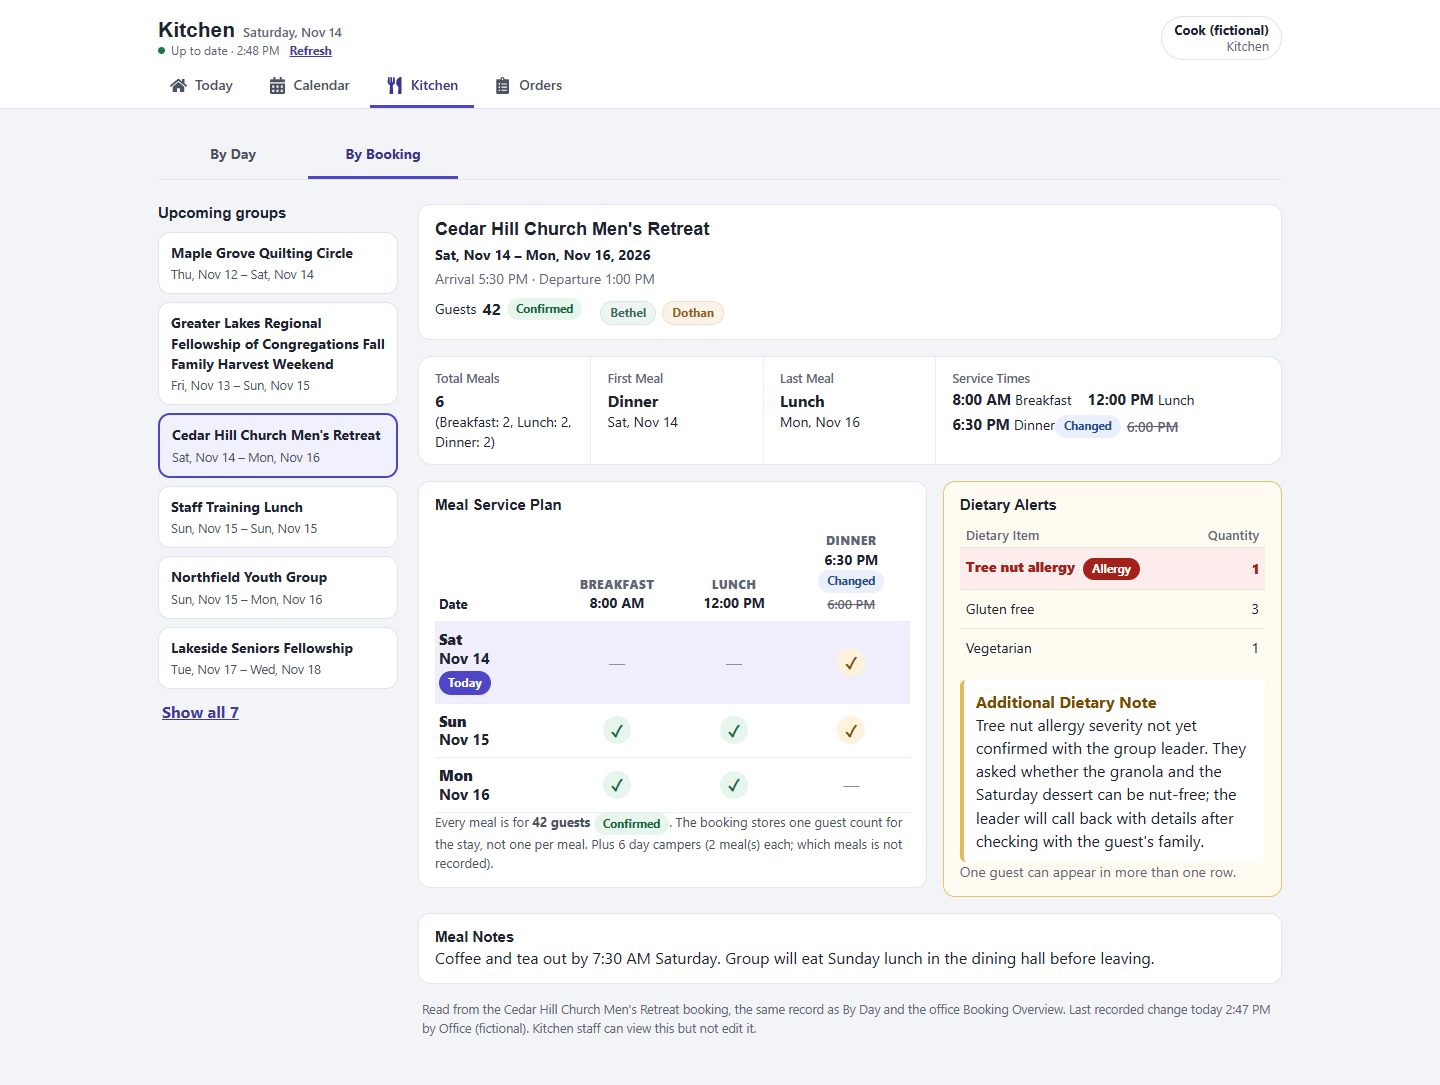 Kitchen Saturday, Nov 14
Up to date · 2:48 PM Refresh
Cook (fictional)
Kitchen
Today Calendar Kitchen Orders
By Day By Booking
Upcoming groups
Maple Grove Quilting Circle
Thu, Nov 12 – Sat, Nov 14
Greater Lakes Regional
Fellowship of Congregations Fall
Family Harvest Weekend
Fri, Nov 13 – Sun, Nov 15
Cedar Hill Church Men's Retreat
Sat, Nov 14 – Mon, Nov 16
Staff Training Lunch
Sun, Nov 15 – Sun, Nov 15
Northfield Youth Group
Sun, Nov 15 – Mon, Nov 16
Lakeside Seniors Fellowship
Tue, Nov 17 – Wed, Nov 18
Show all 7
Cedar Hill Church Men's Retreat
Sat, Nov 14 – Mon, Nov 16, 2026
Arrival 5:30 PM · Departure 1:00 PM
Guests 42 Confirmed Bethel Dothan
Total Meals
6
(Breakfast: 2, Lunch: 2,
Dinner: 2)
First Meal
Dinner
Sat, Nov 14
Last Meal
Lunch
Mon, Nov 16
Service Times
8:00 AM Breakfast 12:00 PM Lunch
6:30 PM Dinner Changed 6:00 PM
Meal Service Plan
Date
BREAKFAST
8:00 AM
LUNCH
12:00 PM
DINNER
6:30 PM
Changed
6:00 PM
Sat
Nov 14
Today
— — ✓
Sun
Nov 15
✓ ✓ ✓
Mon
Nov 16
✓ ✓ —
Every meal is for 42 guests Confirmed. The booking stores one guest count for
the stay, not one per meal. Plus 6 day campers (2 meal(s) each; which meals is not
recorded).
Dietary Alerts
Dietary Item Quantity
Tree nut allergy Allergy 1
Gluten free 3
Vegetarian 1
Additional Dietary Note
Tree nut allergy severity not yet
confirmed with the group leader. They
asked whether the granola and the
Saturday dessert can be nut-free; the
leader will call back with details after
checking with the guest's family.
One guest can appear in more than one row.
Meal Notes
Coffee and tea out by 7:30 AM Saturday. Group will eat Sunday lunch in the dining hall before leaving.
Read from the Cedar Hill Church Men's Retreat booking, the same record as By Day and the office Booking Overview. Last recorded change today 2:47 PM
by Office (fictional). Kitchen staff can view this but not edit it.